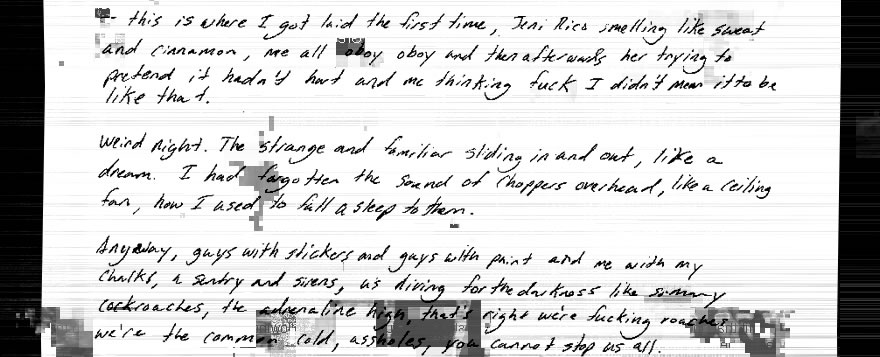 - this is where I got laid the first time, Jeni Rico smelling like sweat
and cinnamon, me all oboy oboy and then afterwards her trying to
pretend it hadn't hurt and me thinking fuck I didn't mean it to be
like that.
Weird night. The strange and familiar sliding in and out, like a
dream. I had forgotten the sound of choppers overhead, like a ceiling
fan, how I used to fall asleep to them.
Anyway, guys with stickers and guys with paint and me with my
chalks, a sentry and sirens, us diving for the darkness like
cockroaches, the adrenaline high, that's right we're fucking roaches
we're the common cold, assholes, you cannot stop us all.